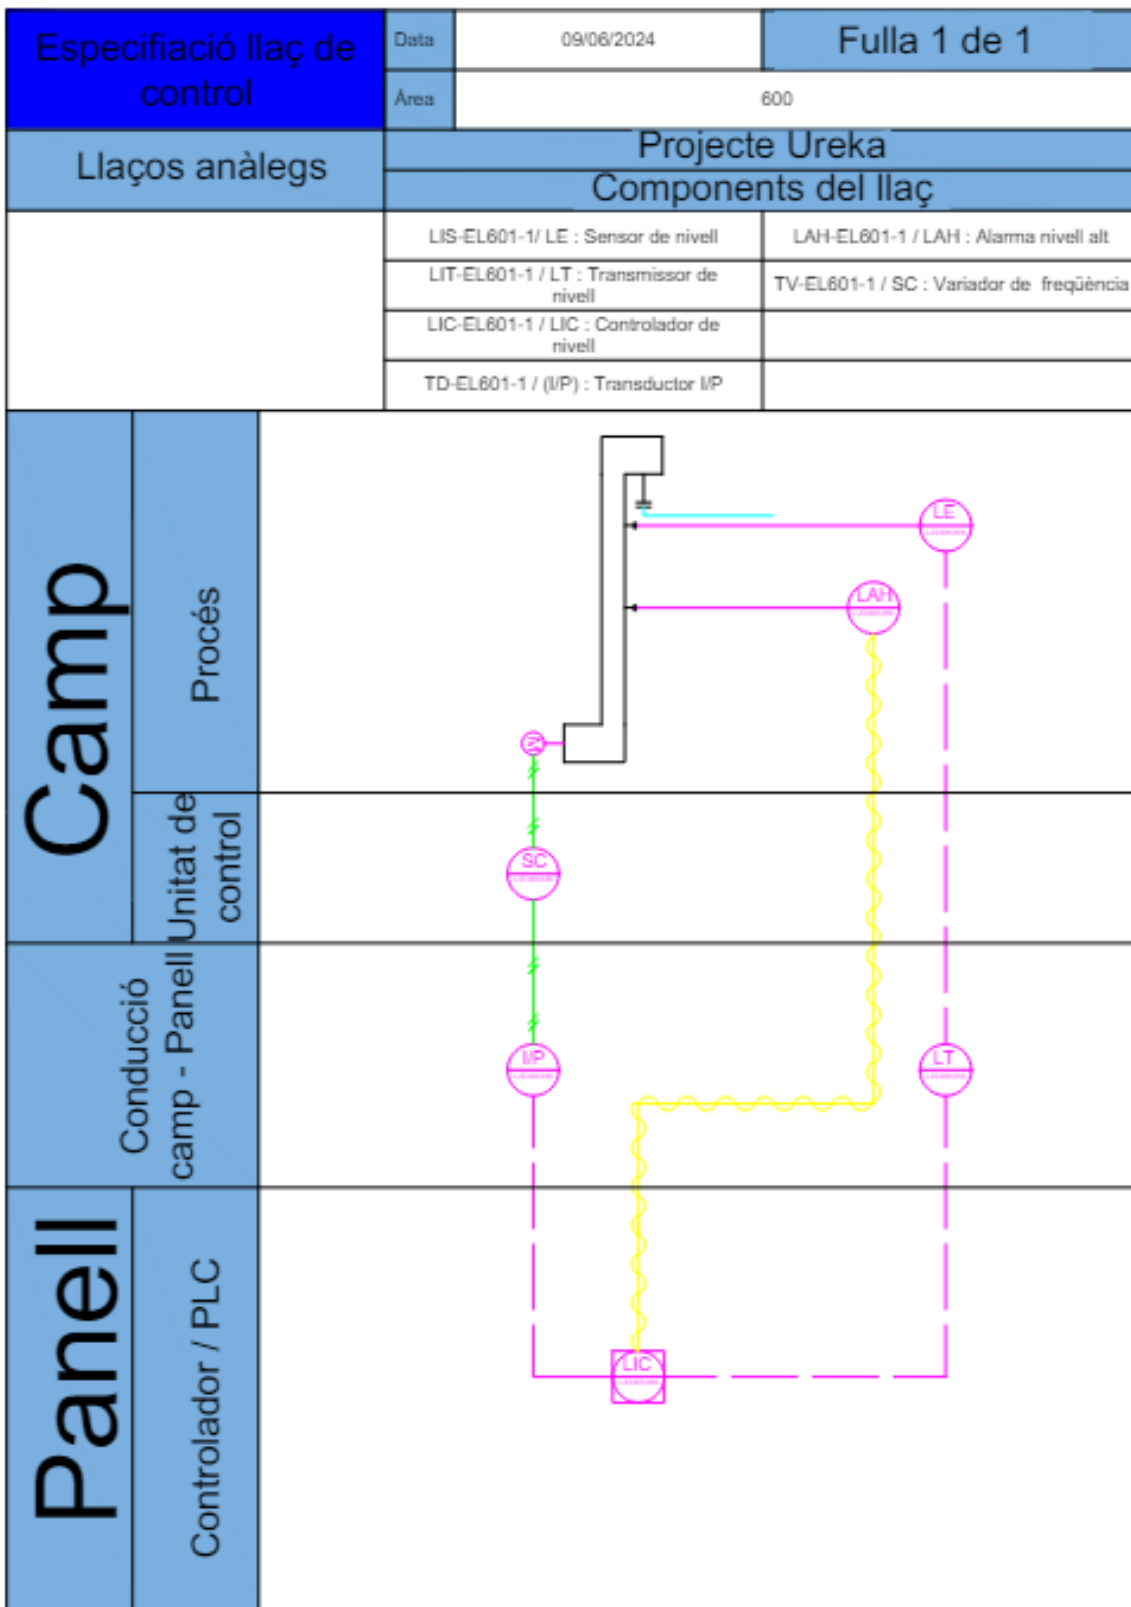 Especifiació llaç de
control
Data
09/06/2024
Fulla 1 de 1
Àrea
600
Llaços anàlegs
Projecte Ureka
Components del llaç
LIS-EL601-1/ LE : Sensor de nivell
LAH-EL601-1 / LAH : Alarma nivell alt
LIT-EL601-1 / LT : Transmissor de
nivell
TV-EL601-1 / SC : Variador de freqüència
LIC-EL601-1 / LIC : Controlador de
nivell
TD-EL601-1 / (I/P) : Transductor I/P
Camp
Procés
LE
LAH
Unitat de
control
SC
Conducció
camp - Panell
I/P
LT
Panell
Controlador / PLC
LIC